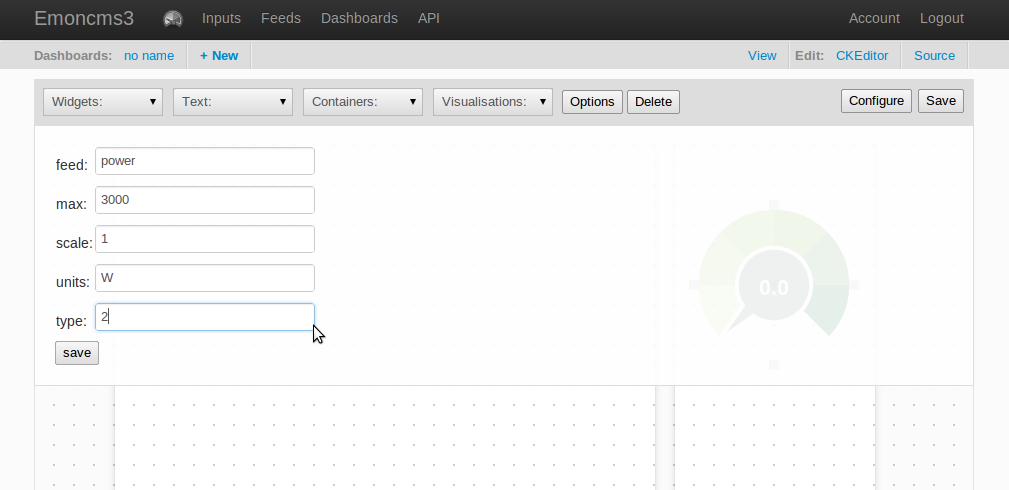 Emoncms3 Inputs Feeds Dashboards API Account Logout
Dashboards: no name + New View Edit: CKEditor Source
Widgets: Text: Containers: Visualisations: Options Delete Configure Save
feed: power
max: 3000
scale: 1
units: W
type: 2
save
0.0